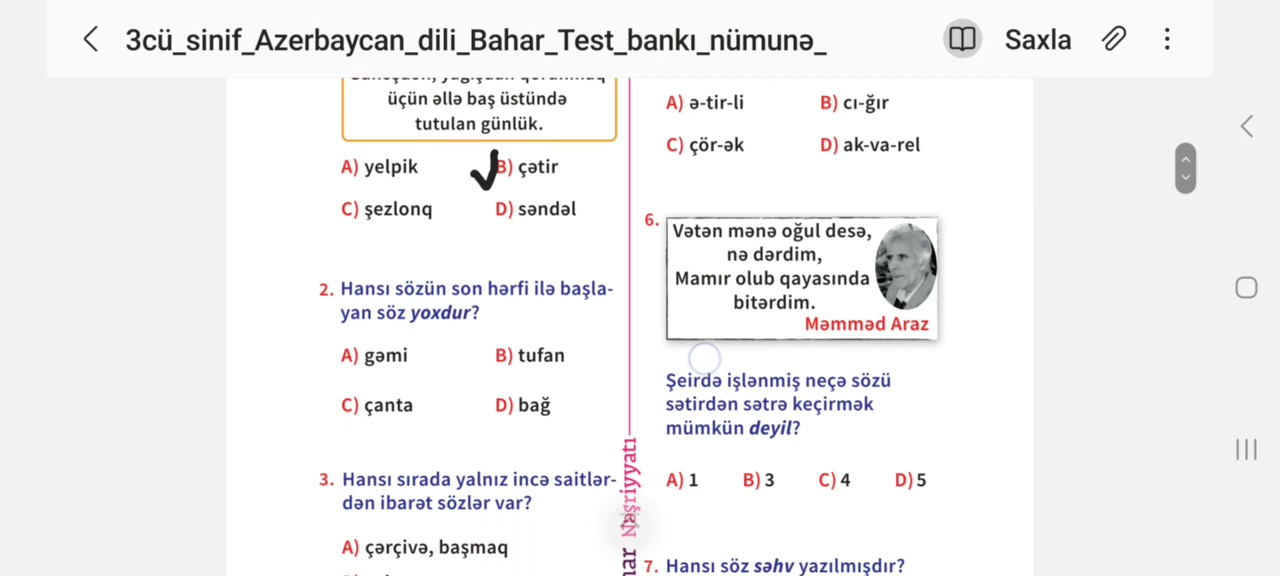 3cü_sinif_Azerbaycan_dili_Bahar_Test_bankı_nümunə_
Saxla
üçün əllə baş üstündə
tutulan günlük.
A) yelpik B) çətir
C) şezlonq D) səndəl
2. Hansı sözün son hərfi ilə başla-
yan söz yoxdur?
A) gəmi B) tufan
C) çanta D) bağ
3. Hansı sırada yalnız incə saitlər-
dən ibarət sözlər var?
A) çərçivə, başmaq
Nəşriyyatı
A) ə-tir-li B) cı-ğır
C) çör-ək D) ak-va-rel
6. Vətən mənə oğul desə,
nə dərdim,
Mamır olub qayasında
bitərdim.
Məmməd Araz
Şeirdə işlənmiş neçə sözü
sətirdən sətrə keçirmək
mümkün deyil?
A) 1 B) 3 C) 4 D) 5
7. Hansı söz səhv yazılmışdır?